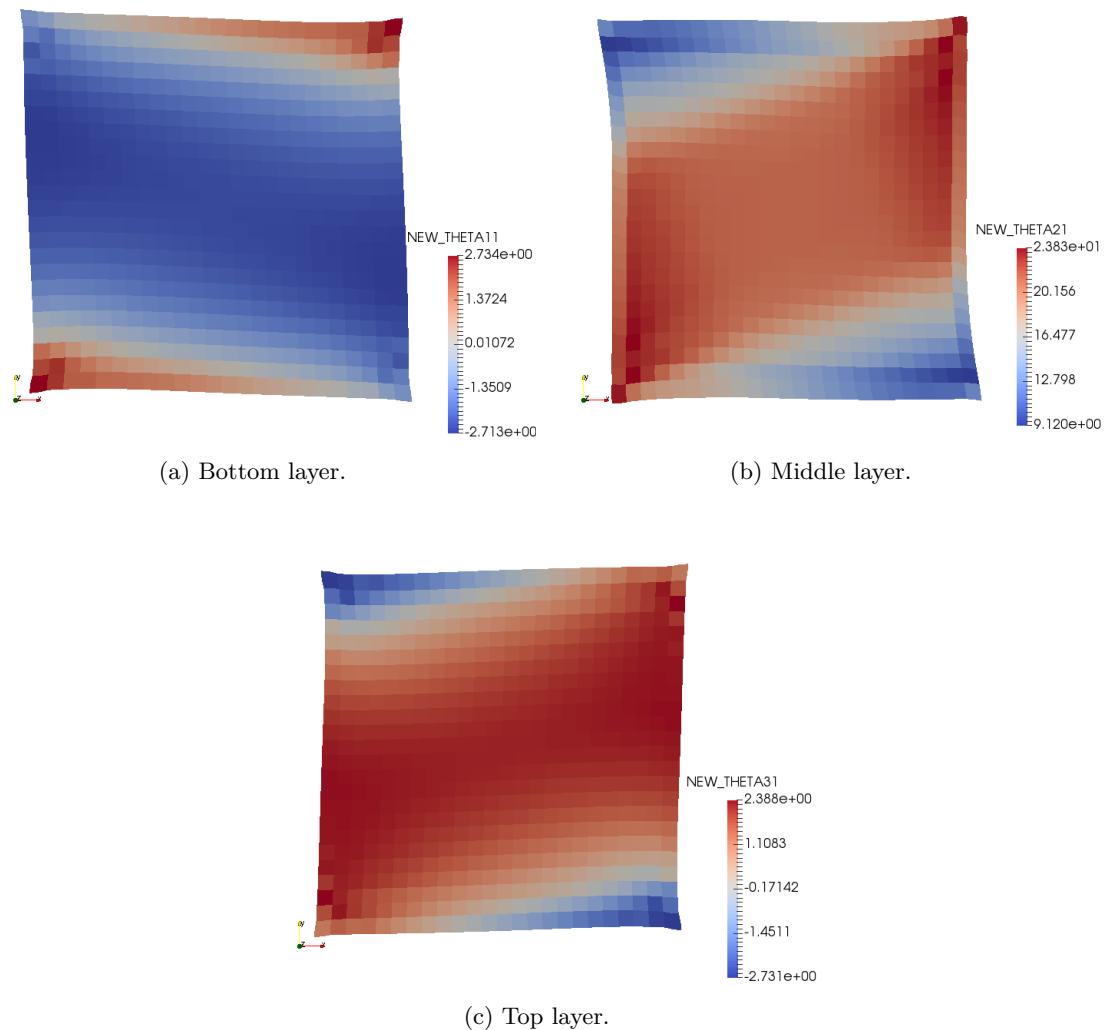 NEW_THETA11
2.734e+00
1.3724
0.01072
-1.3509
-2.713e+00
y
Z
x
(a) Bottom layer.
NEW_THETA21
2.383e+01
20.156
16.477
12.798
9.120e+00
y
Z
x
(b) Middle layer.
NEW_THETA31
2.388e+00
1.1083
-0.17142
-1.4511
-2.731e+00
y
Z
x
(c) Top layer.